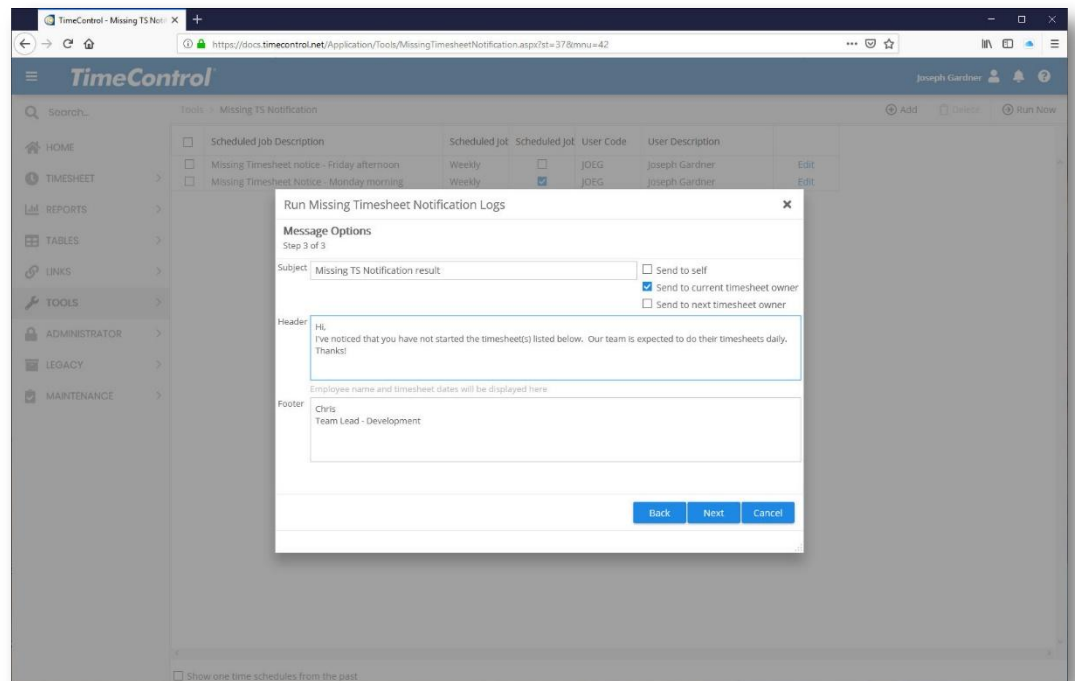 TimeControl - Missing TS Noti
https://docs.timecontrol.net/Application/Tools/MissingTimesheetNotification.aspx?st=37&mnu=42
TimeControl
Joseph Gardner
Search...
Tools > Missing TS Notification
Add
Delete
Run Now
HOME
TIMESHEET
REPORTS
TABLES
LINKS
TOOLS
ADMINISTRATOR
LEGACY
MAINTENANCE
Scheduled Job Description Scheduled Job Scheduled Job User Code User Description
Missing Timesheet notice - Friday afternoon Weekly JOEG Joseph Gardner Edit
Missing Timesheet Notice - Monday morning Weekly JOEG Joseph Gardner Edit
Run Missing Timesheet Notification Logs
Message Options
Step 3 of 3
Subject Missing TS Notification result
Send to self
Send to current timesheet owner
Send to next timesheet owner
Header
Hi,
I've noticed that you have not started the timesheet(s) listed below. Our team is expected to do their timesheets daily.
Thanks!
Employee name and timesheet dates will be displayed here
Footer
Chris
Team Lead - Development
Back Next Cancel
Show one time schedules from the past